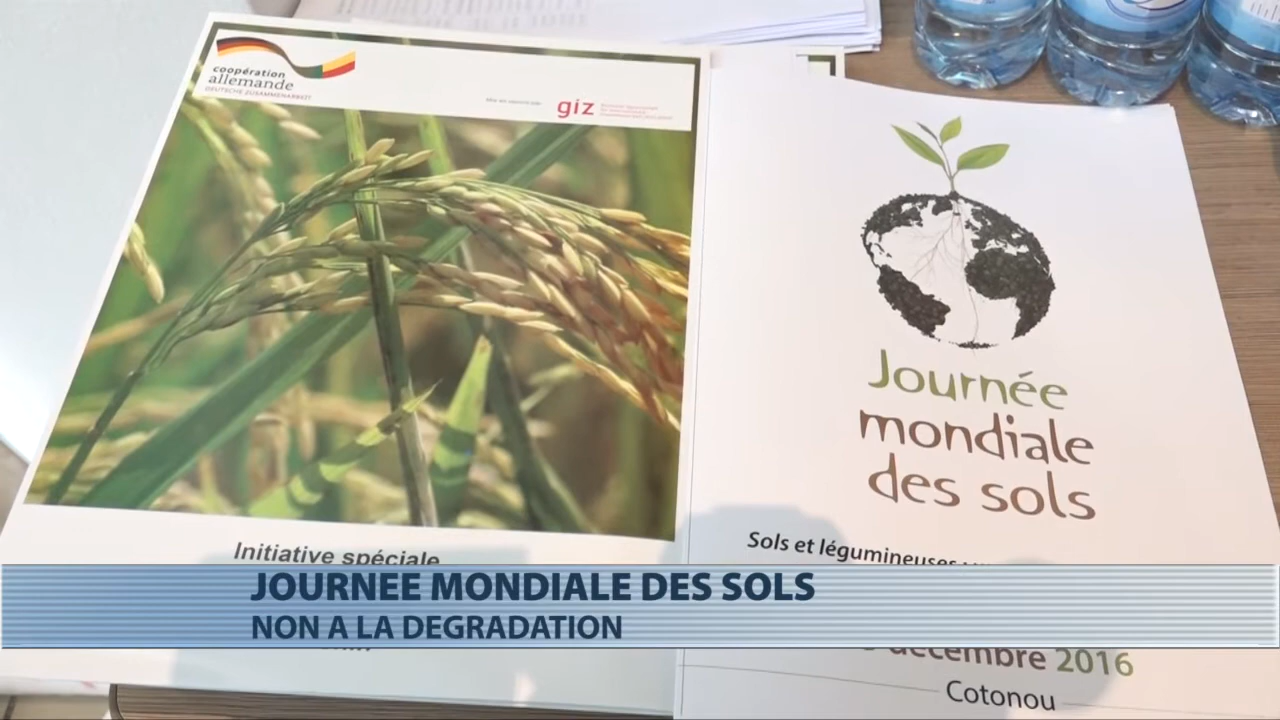 coopération
allemande
DEUTSCHE ZUSAMMENARBEIT
giz
Journée
mondiale
des sols
Sols et légumineuses
Initiative spéciale
JOURNEE MONDIALE DES SOLS
NON A LA DEGRADATION
décembre 2016
Cotonou